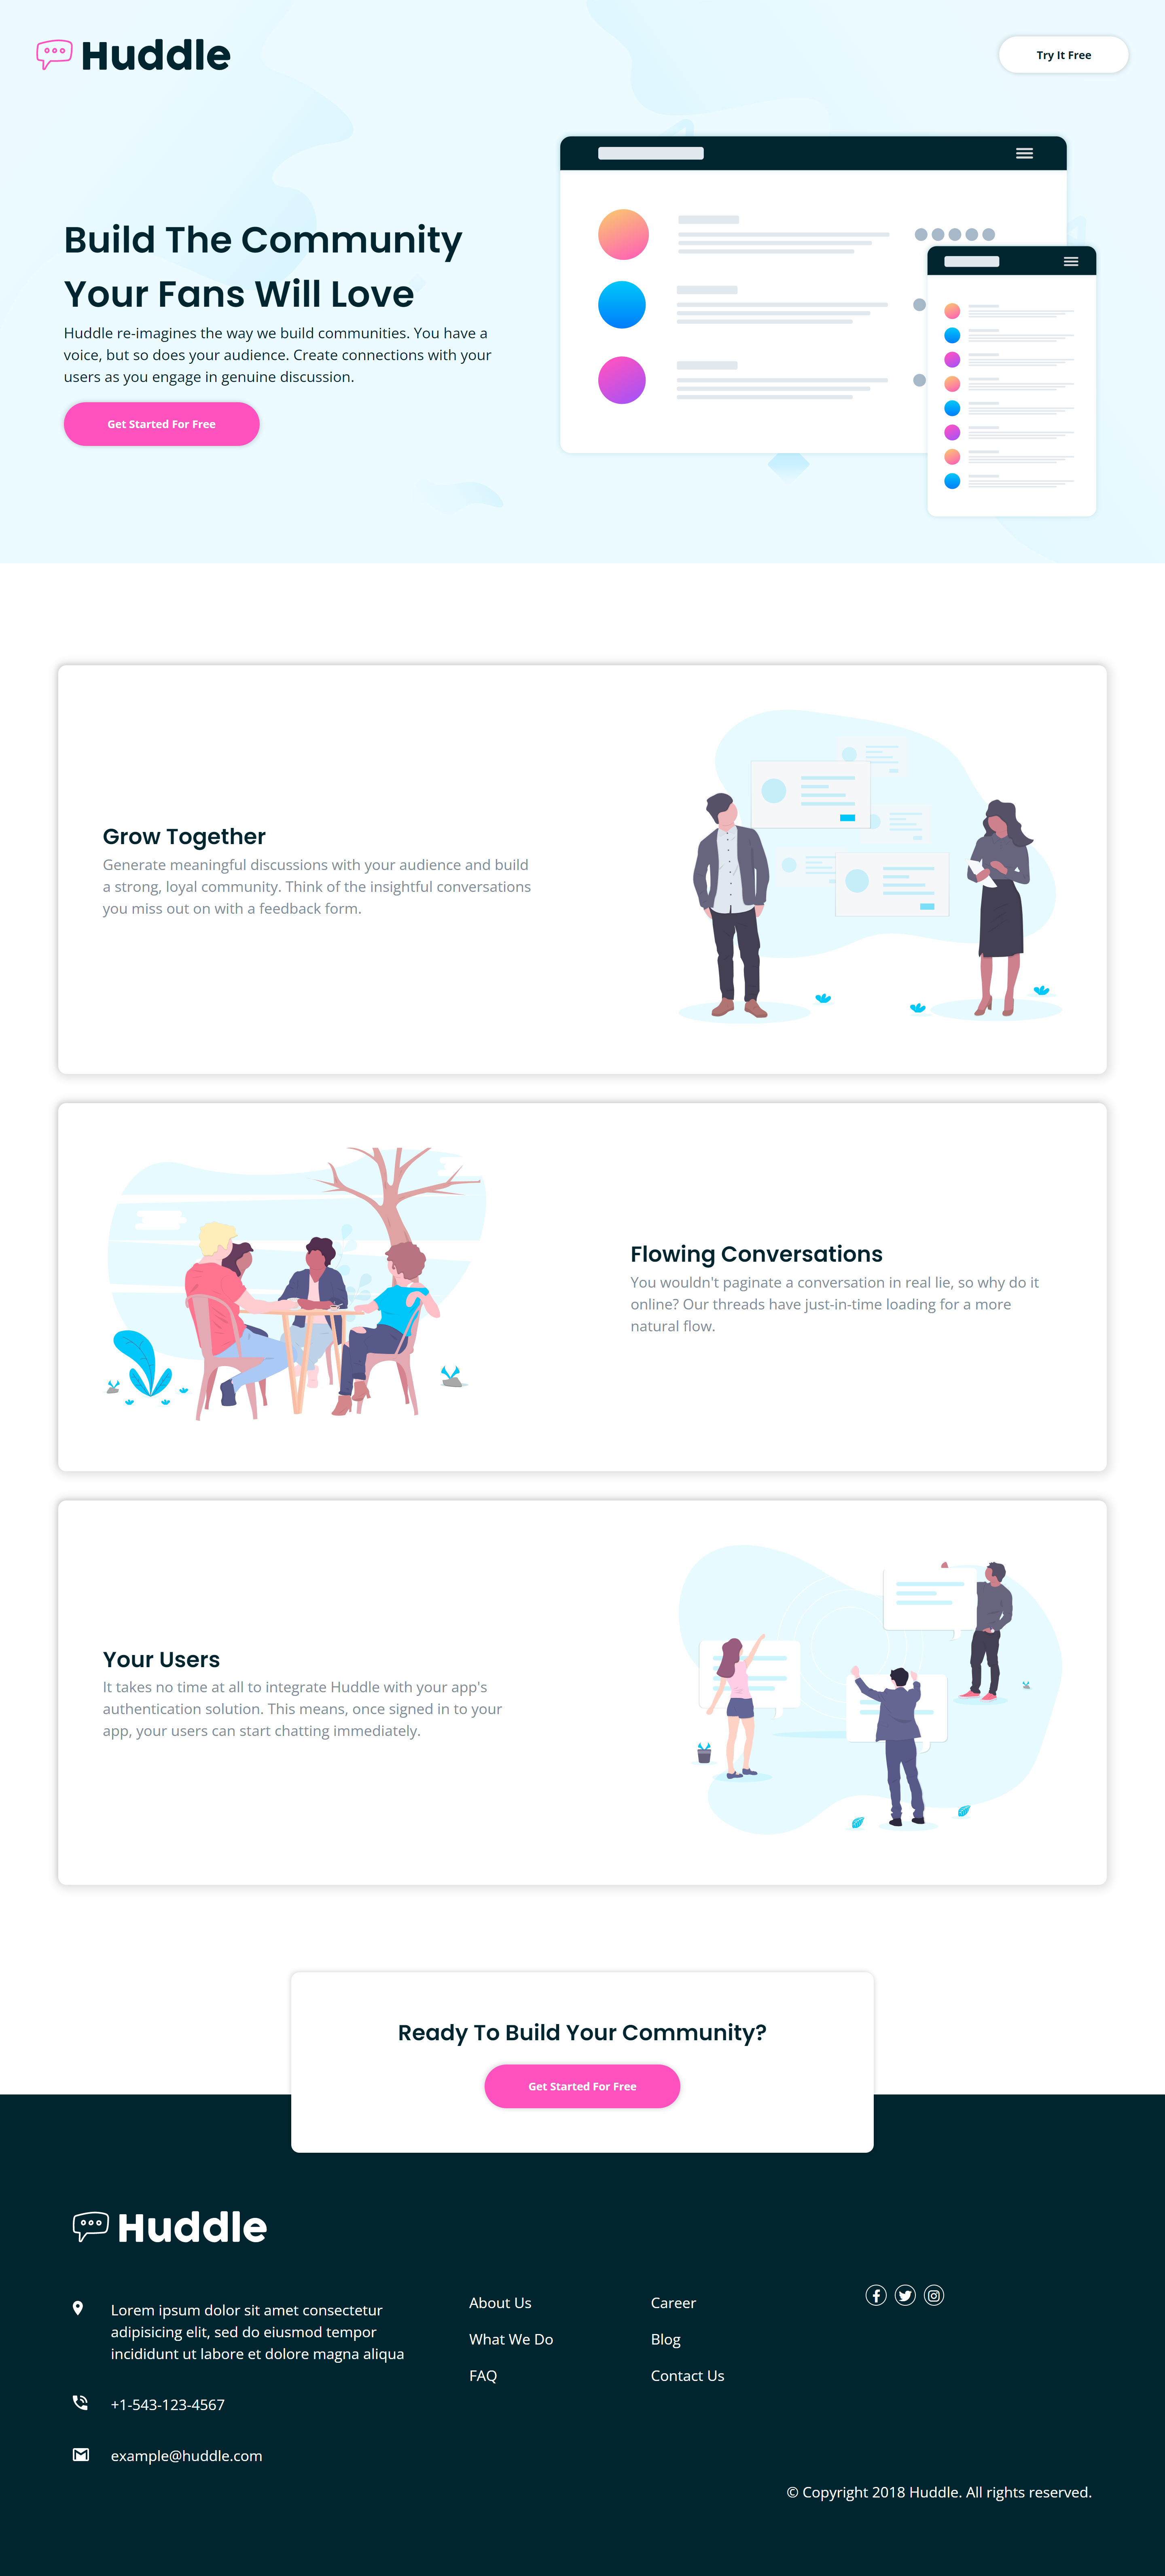 Huddle
Try It Free
Build The Community
Your Fans Will Love
Huddle re-imagines the way we build communities. You have a
voice, but so does your audience. Create connections with your
users as you engage in genuine discussion.
Get Started For Free
Grow Together
Generate meaningful discussions with your audience and build
a strong, loyal community. Think of the insightful conversations
you miss out on with a feedback form.
Flowing Conversations
You wouldn't paginate a conversation in real lie, so why do it
online? Our threads have just-in-time loading for a more
natural flow.
Your Users
It takes no time at all to integrate Huddle with your app's
authentication solution. This means, once signed in to your
app, your users can start chatting immediately.
Ready To Build Your Community?
Get Started For Free
Huddle
Lorem ipsum dolor sit amet consectetur
adipisicing elit, sed do eiusmod tempor
incididunt ut labore et dolore magna aliqua
+1-543-123-4567
example@huddle.com
About Us
What We Do
FAQ
Career
Blog
Contact Us
© Copyright 2018 Huddle. All rights reserved.